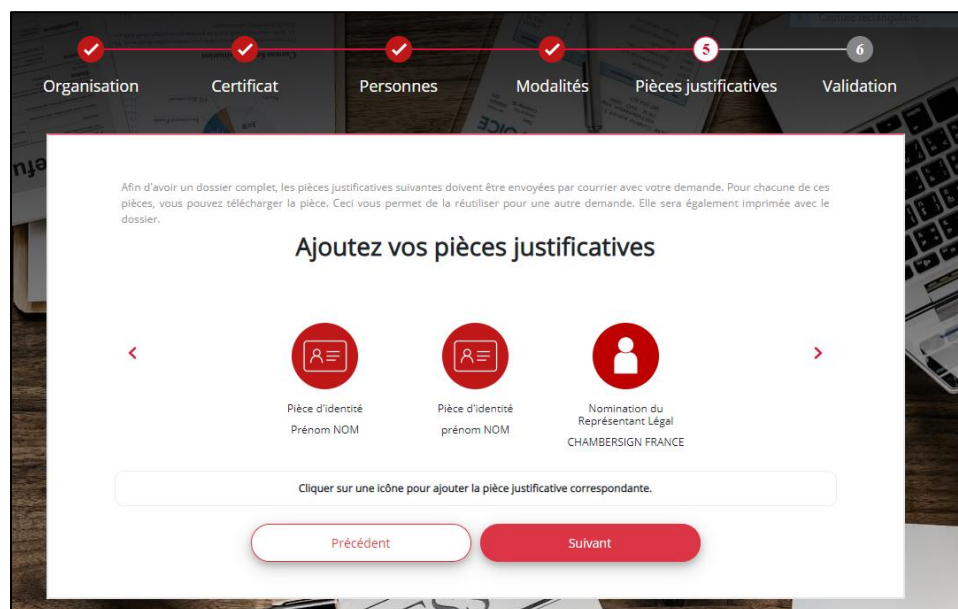 Capture rectangulaire
5
6
Organisation
Certificat
Personnes
Modalités
Pièces justificatives
Validation
Afin d'avoir un dossier complet, les pièces justificatives suivantes doivent être envoyées par courrier avec votre demande. Pour chacune de ces
pièces, vous pouvez télécharger la pièce. Ceci vous permet de la réutiliser pour une autre demande. Elle sera également imprimée avec le
dossier.
Ajoutez vos pièces justificatives
Pièce d'identité
Prénom NOM
Pièce d'identité
prénom NOM
Nomination du
Représentant Légal
CHAMBERSIGN FRANCE
Cliquer sur une icône pour ajouter la pièce justificative correspondante.
Précédent
Suivant